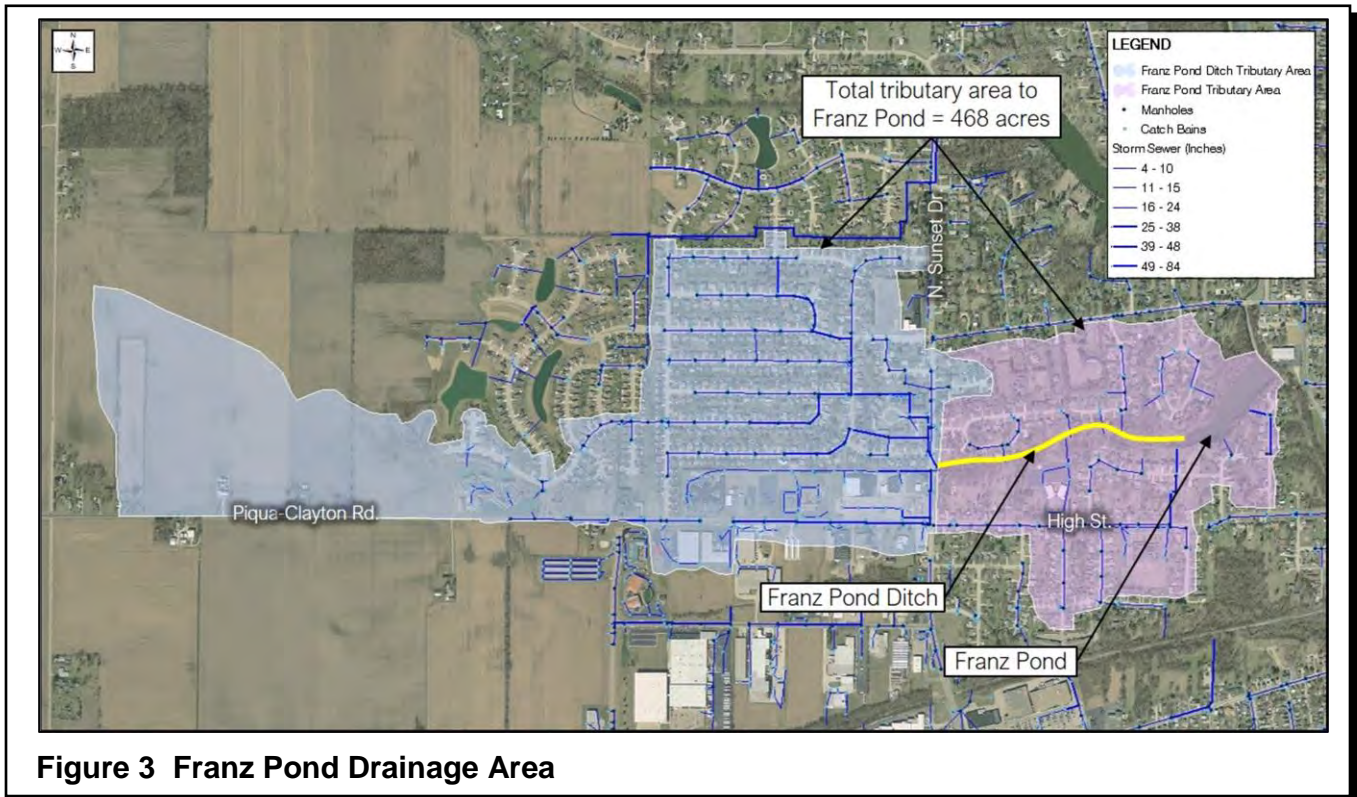 N
W E
S
LEGEND
Franz Pond Ditch Tributary Area
Franz Pond Tributary Area
Manholes
Catch Bains
Storm Sewer (Inches)
4 - 10
11 - 15
16 - 24
25 - 38
39 - 48
49 - 84
Total tributary area to
Franz Pond = 468 acres
N. Sunset Dr.
Piqua-Clayton Rd.
High St.
Franz Pond Ditch
Franz Pond
Figure 3 Franz Pond Drainage Area